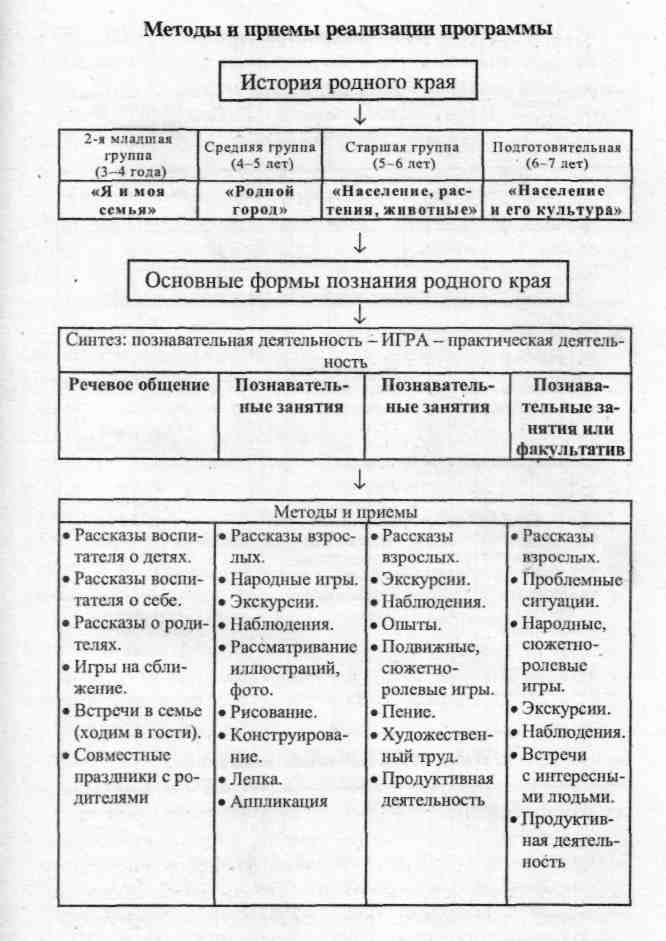 Методы и приемы реализации программы
История родного края
2-я младшая
группа
(3–4 года)
Средняя группа
(4–5 лет)
Старшая группа
(5–6 лет)
Подготовительная
(6–7 лет)
«Я и моя
семья»
«Родной
город»
«Население, рас-
тения, животные»
«Население
и его культура»
Основные формы познания родного края
Синтез: познавательная деятельность – ИГРА – практическая деятель-
ность
Речевое общение
Познаватель-
ные занятия
Познаватель-
ные занятия
Познава-
тельные за-
нятия или
факультатив
Методы и приемы
• Рассказы воспи-
тателя о детях.
• Рассказы воспи-
тателя о себе.
• Рассказы о роди-
телях.
• Игры на сбли-
жение.
• Встречи в семье
(ходим в гости).
• Совместные
праздники с ро-
дителями
• Рассказы взрос-
лых.
• Народные игры.
• Экскурсии.
• Наблюдения.
• Рассматривание
иллюстраций,
фото.
• Рисование.
• Конструирова-
ние.
• Лепка.
• Аппликация
• Рассказы
взрослых.
• Экскурсии.
• Наблюдения.
• Опыты.
• Подвижные,
сюжетно-
ролевые игры.
• Пение.
• Художествен-
ный труд.
• Продуктивная
деятельность
• Рассказы
взрослых.
• Проблемные
ситуации.
• Народные,
сюжетно-
ролевые
игры.
• Экскурсии.
• Наблюдения.
• Встречи
с интересны-
ми людьми.
• Продуктив-
ная деятель-
ность